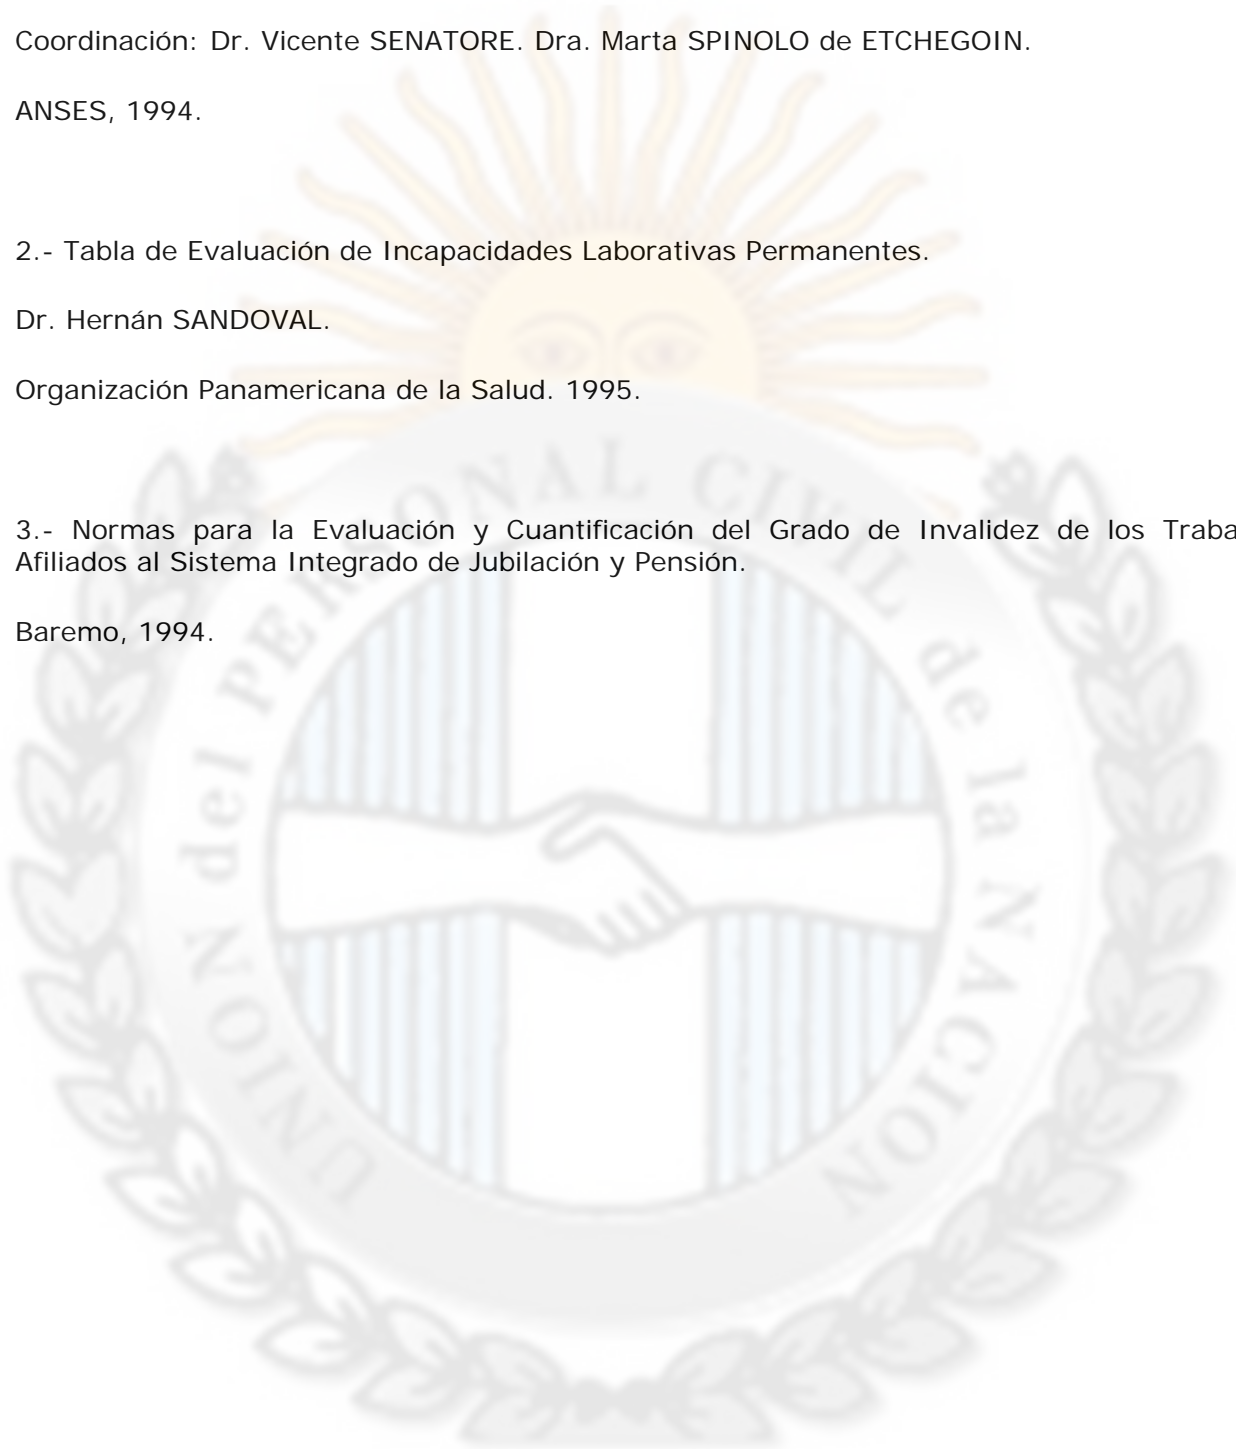 Coordinación: Dr. Vicente SENATORE. Dra. Marta SPINOLO de ETCHEGOIN.
ANSES, 1994.
2.- Tabla de Evaluación de Incapacidades Laborativas Permanentes.
Dr. Hernán SANDOVAL.
Organización Panamericana de la Salud. 1995.
3.- Normas para la Evaluación y Cuantificación del Grado de Invalidez de los Traba
Afiliados al Sistema Integrado de Jubilación y Pensión.
Baremo, 1994.
UNION del PERSONAL CIVIL de la NACION